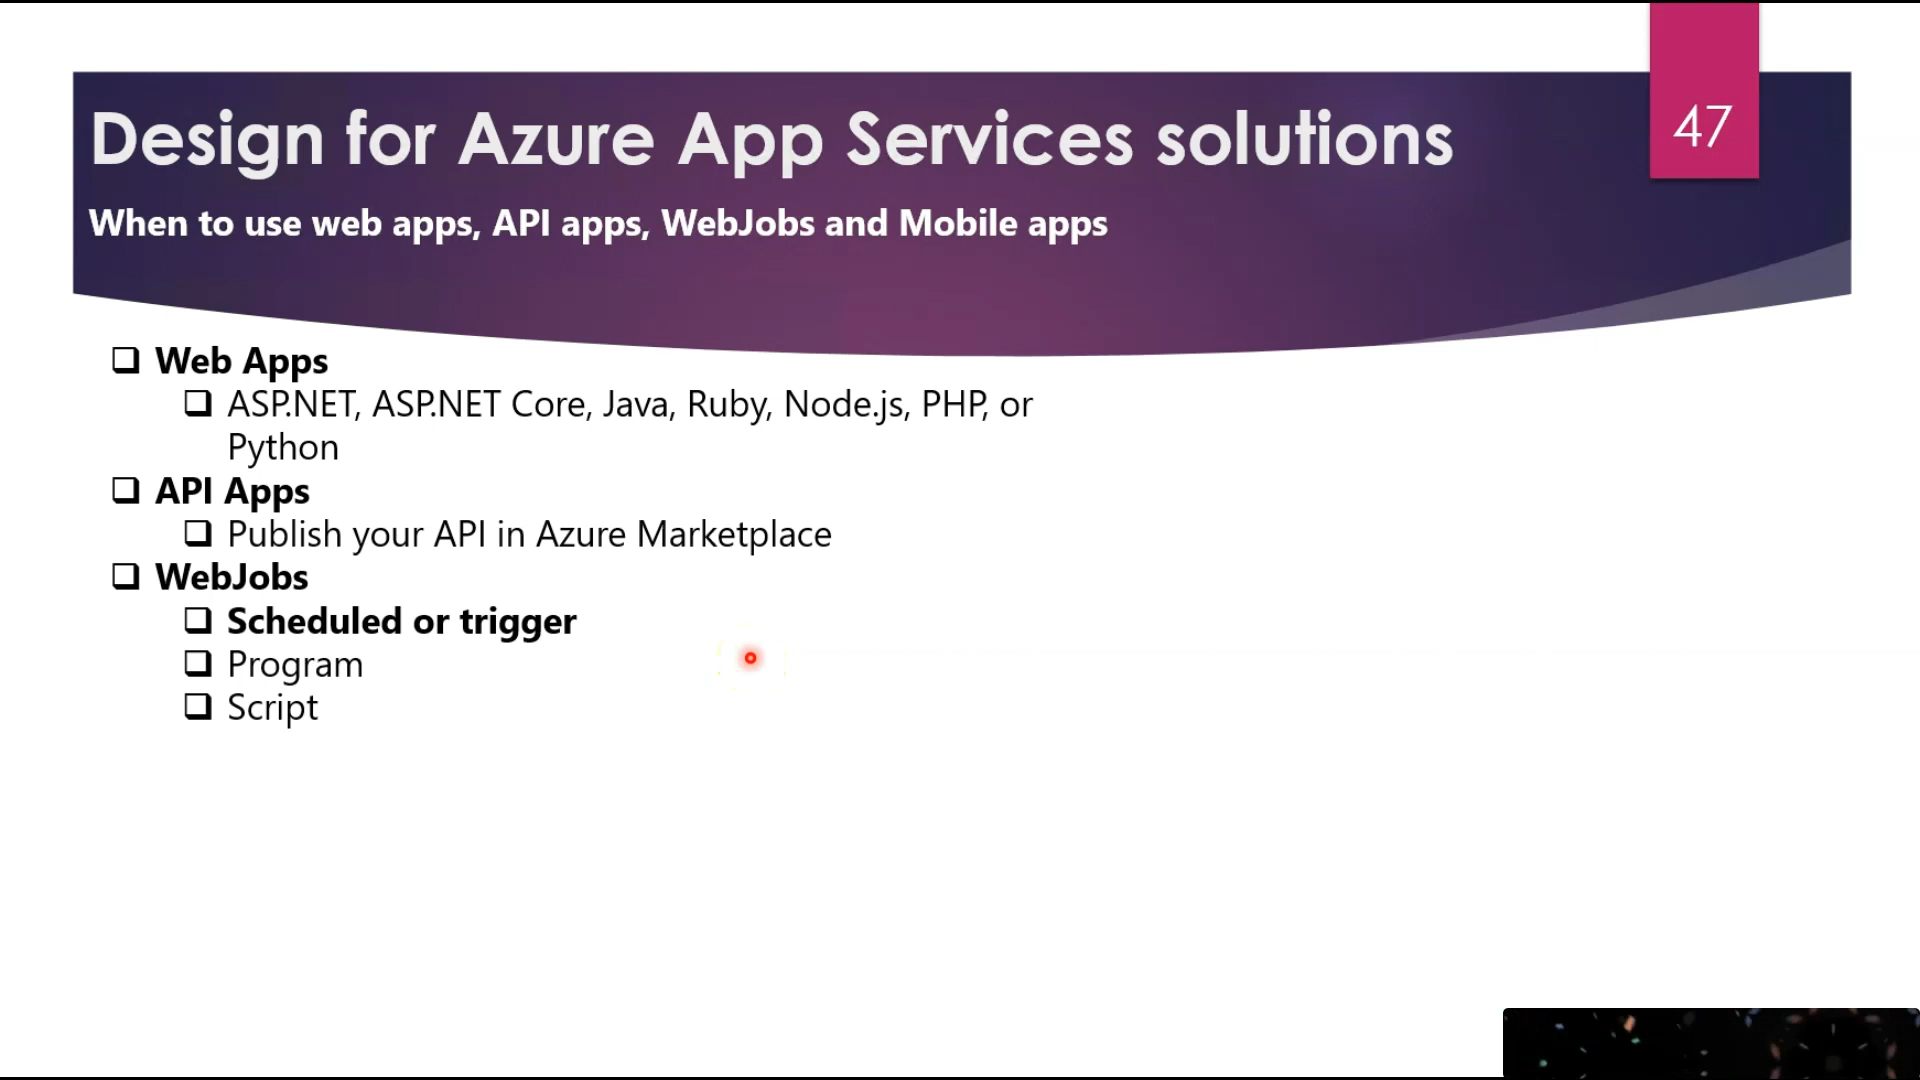 47
Design for Azure App Services solutions
When to use web apps, API apps, WebJobs and Mobile apps
Web Apps
ASP.NET, ASP.NET Core, Java, Ruby, Node.js, PHP, or
Python
API Apps
Publish your API in Azure Marketplace
WebJobs
Scheduled or trigger
Program
Script